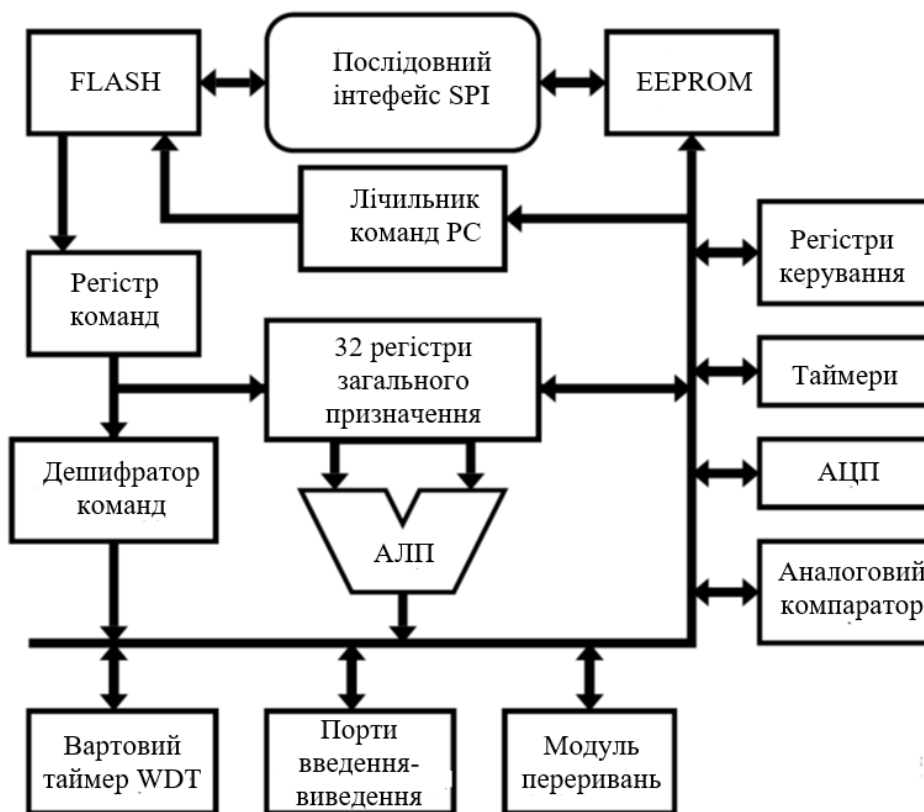 FLASH
Послідовний
інтефейс SPI
EEPROM
Лічильник
команд PC
Регістри
керування
Регістр
команд
32 регістри
загального
призначення
Таймери
Дешифратор
команд
АЦП
АЛП
Аналоговий
компаратор
Вартовий
таймер WDT
Порти
введення-
виведення
Модуль
переривань